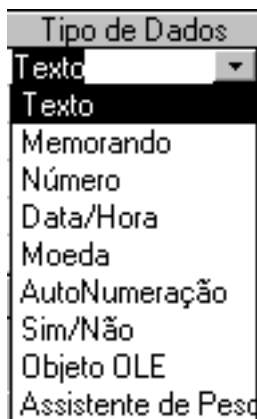 Tipo de Dados
Texto
Texto
Memorando
Número
Data/Hora
Moeda
AutoNumeração
Sim/Não
Objeto OLE
Assistente de Pesq